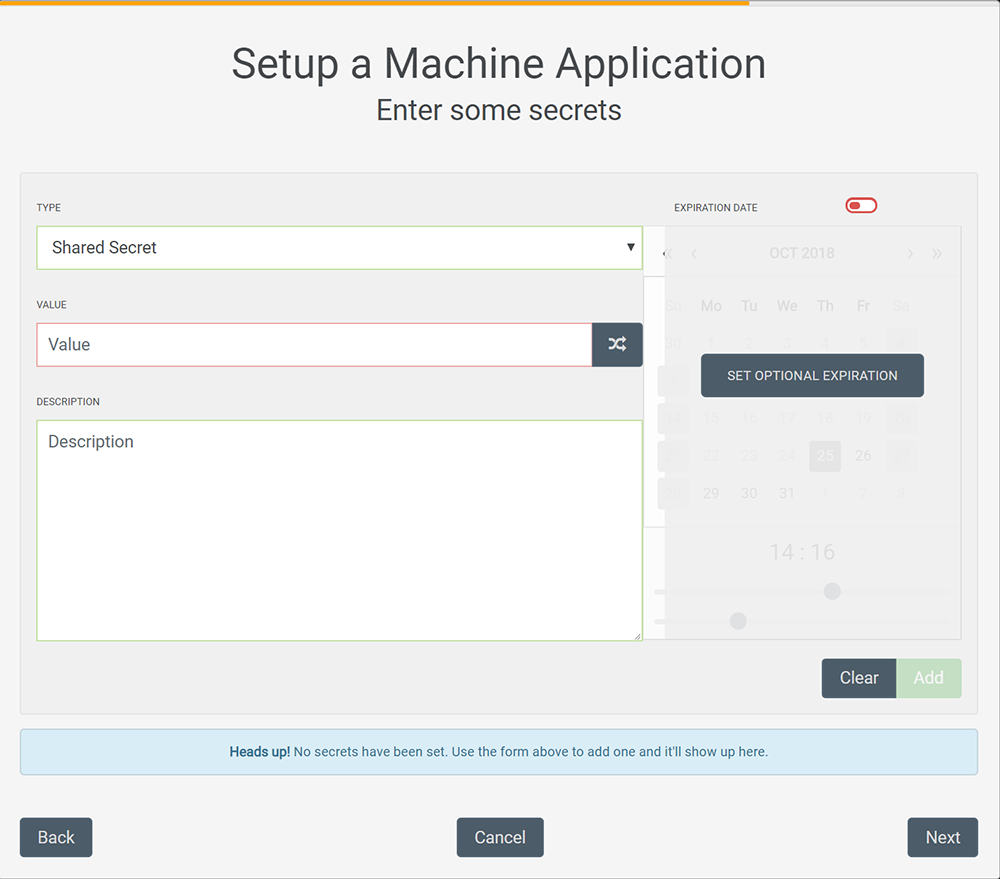 Setup a Machine Application
Enter some secrets
TYPE
Shared Secret
VALUE
Value
DESCRIPTION
Description
EXPIRATION DATE
« ‹ OCT 2018 › »
Su Mo Tu We Th Fr Sa
30 1 2 3 4 5
SET OPTIONAL EXPIRATION
14 15 16 17 18 19 20
22 23 24 25 26 27
28 29 30 31 1 2 3
14 : 16
Clear
Add
Heads up! No secrets have been set. Use the form above to add one and it'll show up here.
Back
Cancel
Next